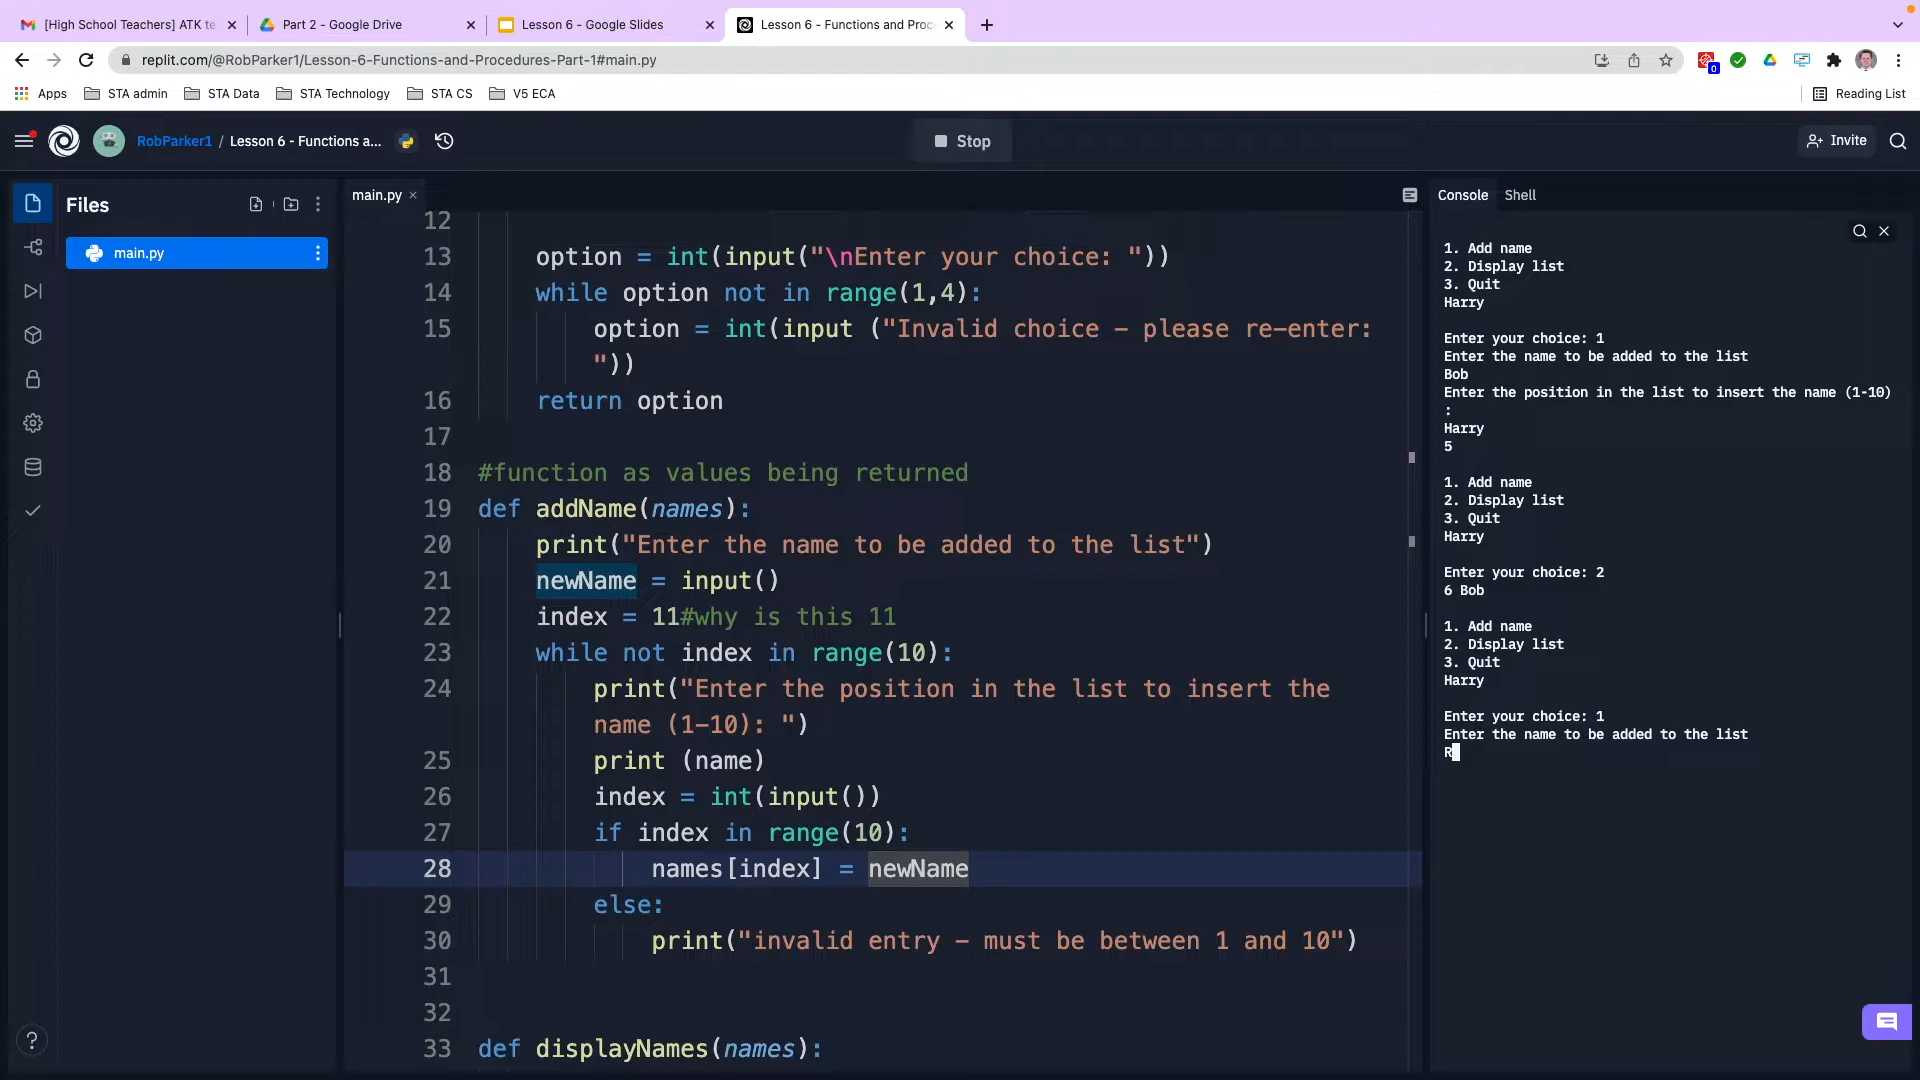 [High School Teachers] ATK te
Part 2 - Google Drive
Lesson 6 - Google Slides
Lesson 6 - Functions and Proce
replit.com/@RobParker1/Lesson-6-Functions-and-Procedures-Part-1#main.py
0
Apps
STA admin
STA Data
STA Technology
STA CS
V5 ECA
Reading List
RobParker1 / Lesson 6 - Functions a...
Stop
Invite
Files
main.py
main.py
12
13 option = int(input("\nEnter your choice: "))
14 while option not in range(1,4):
15 option = int(input ("Invalid choice - please re-enter:
"))
16 return option
17
18 #function as values being returned
19 def addName(names):
20 print("Enter the name to be added to the list")
21 newName = input()
22 index = 11#why is this 11
23 while not index in range(10):
24 print("Enter the position in the list to insert the
name (1-10): ")
25 print (name)
26 index = int(input())
27 if index in range(10):
28 names[index] = newName
29 else:
30 print("invalid entry - must be between 1 and 10")
31
32
33 def displayNames(names):
Console
Shell
1. Add name
2. Display list
3. Quit
Harry
Enter your choice: 1
Enter the name to be added to the list
Bob
Enter the position in the list to insert the name (1-10)
:
Harry
5
1. Add name
2. Display list
3. Quit
Harry
Enter your choice: 2
6 Bob
1. Add name
2. Display list
3. Quit
Harry
Enter your choice: 1
Enter the name to be added to the list
R
?